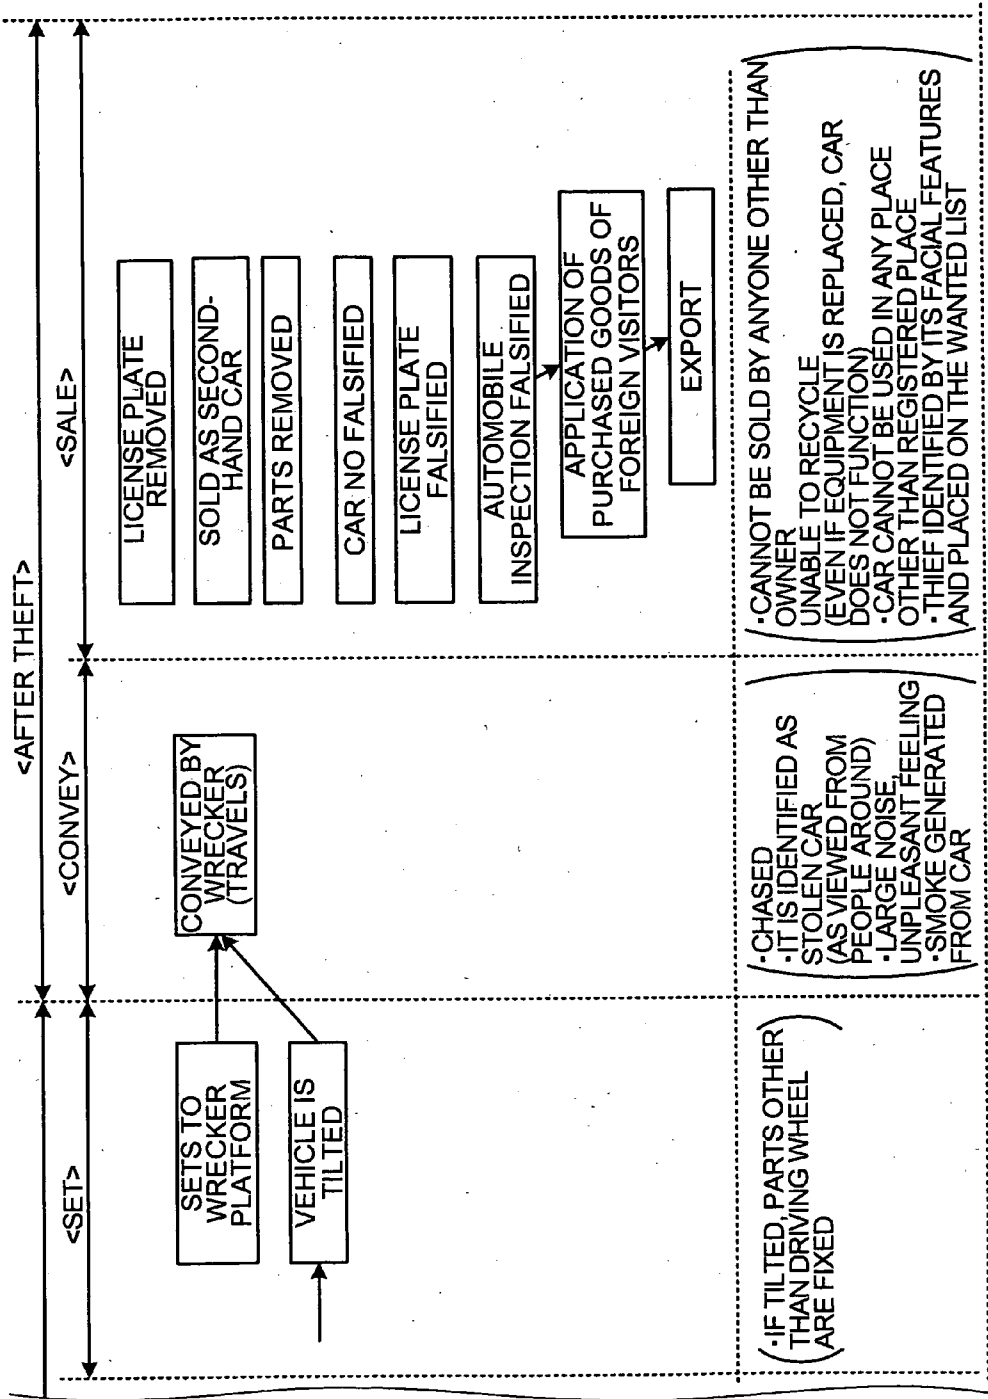 <AFTER THEFT>
<SET>
<CONVEY>
<SALE>
SETS TO
WRECKER
PLATFORM
VEHICLE IS
TILTED
CONVEYED BY
WRECKER
(TRAVELS)
LICENSE PLATE
REMOVED
SOLD AS SECOND-
HAND CAR
PARTS REMOVED
CAR NO FALSIFIED
LICENSE PLATE
FALSIFIED
AUTOMOBILE
INSPECTION FALSIFIED
APPLICATION OF
PURCHASED GOODS OF
FOREIGN VISITORS
EXPORT
·IF TILTED, PARTS OTHER
THAN DRIVING WHEEL
ARE FIXED
·CHASED
·IT IS IDENTIFIED AS
STOLEN CAR
(AS VIEWED FROM
PEOPLE AROUND)
·LARGE NOISE,
UNPLEASANT FEELING
·SMOKE GENERATED
FROM CAR
·CANNOT BE SOLD BY ANYONE OTHER THAN
OWNER
UNABLE TO RECYCLE
(EVEN IF EQUIPMENT IS REPLACED, CAR
DOES NOT FUNCTION)
·CAR CANNOT BE USED IN ANY PLACE
OTHER THAN REGISTERED PLACE
·THIEF IDENTIFIED BY ITS FACIAL FEATURES
AND PLACED ON THE WANTED LIST